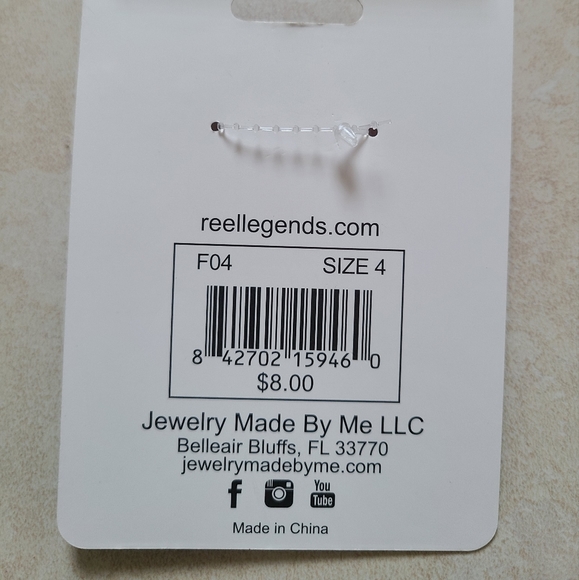 reellegends.com
F04 SIZE 4
8 42702 15946 0
$8.00
Jewelry Made By Me LLC
Belleair Bluffs, FL 33770
jewelrymadebyme.com
f You Tube
Made in China